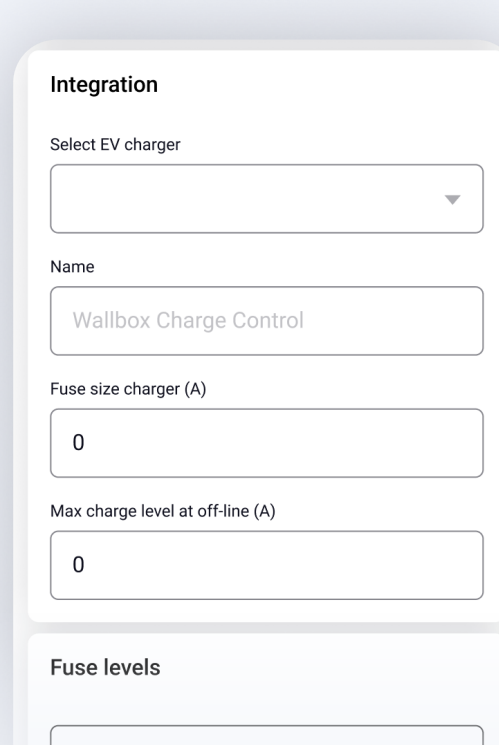 Integration
Select EV charger
Name
Wallbox Charge Control
Fuse size charger (A)
0
Max charge level at off-line (A)
0
Fuse levels